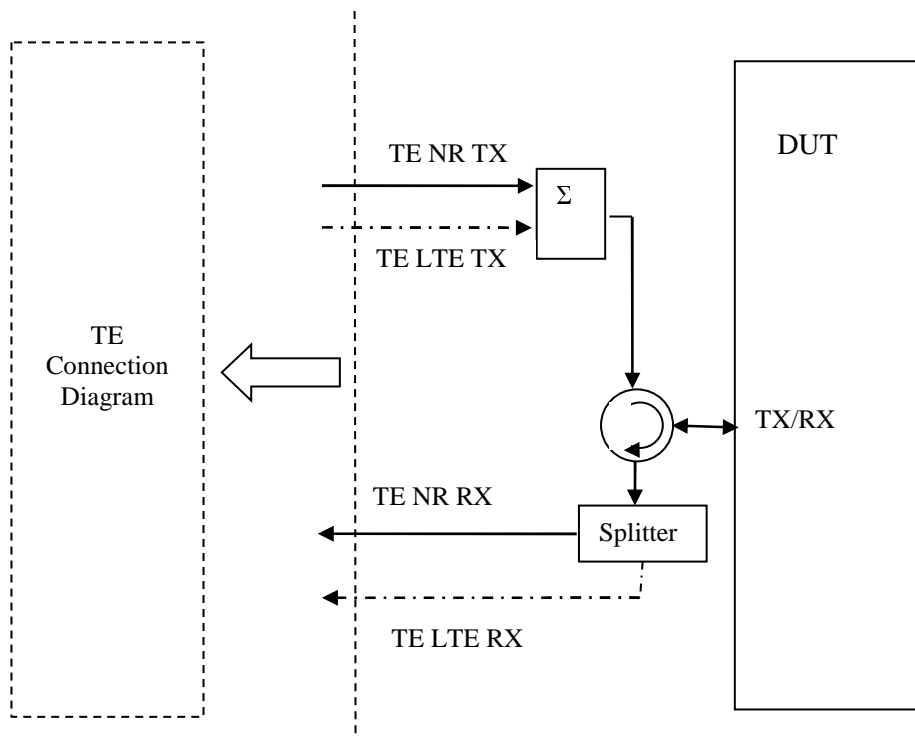 TE
Connection
Diagram
TE NR TX
TE LTE TX
Σ
DUT
TX/RX
TE NR RX
Splitter
TE LTE RX